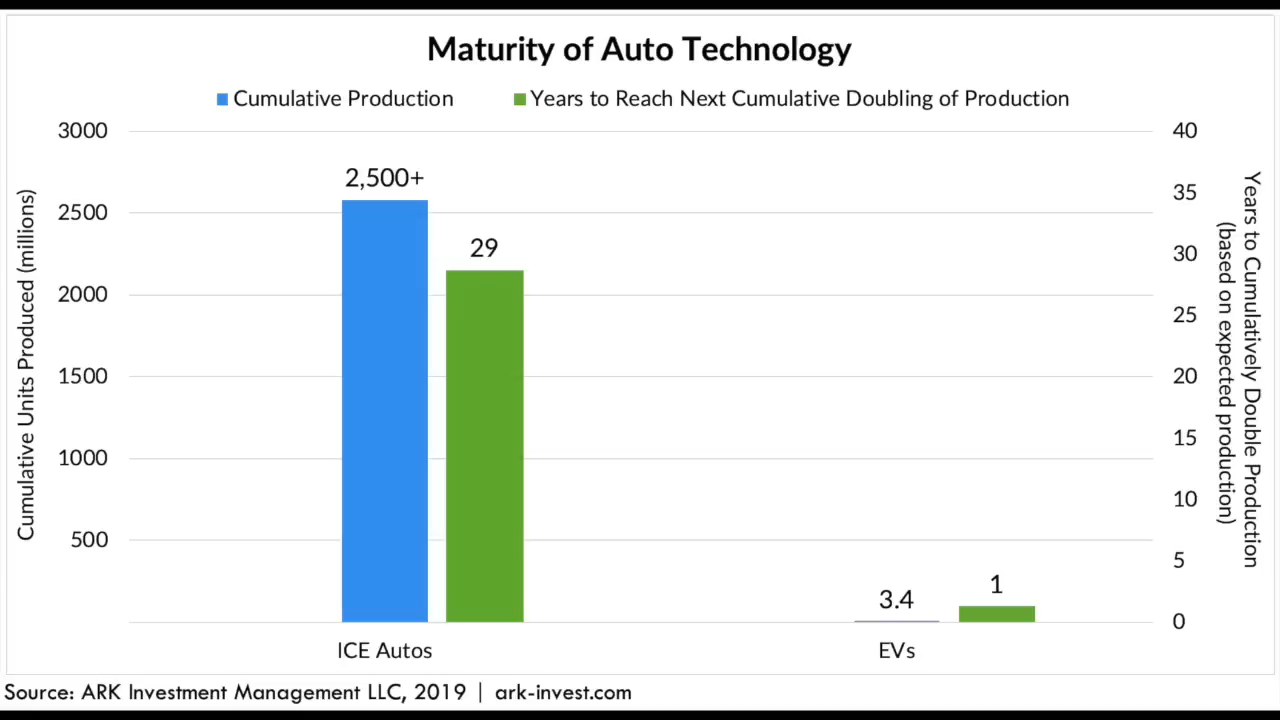 Maturity of Auto Technology
Cumulative Production
Years to Reach Next Cumulative Doubling of Production
Cumulative Units Produced (millions)
3000
2500
2000
1500
1000
500
2,500+
29
3.4
1
ICE Autos
EVs
40
35
30
25
20
15
10
5
0
Years to Cumulatively Double Production
(based on expected production)
Source: ARK Investment Management LLC, 2019 | ark-invest.com